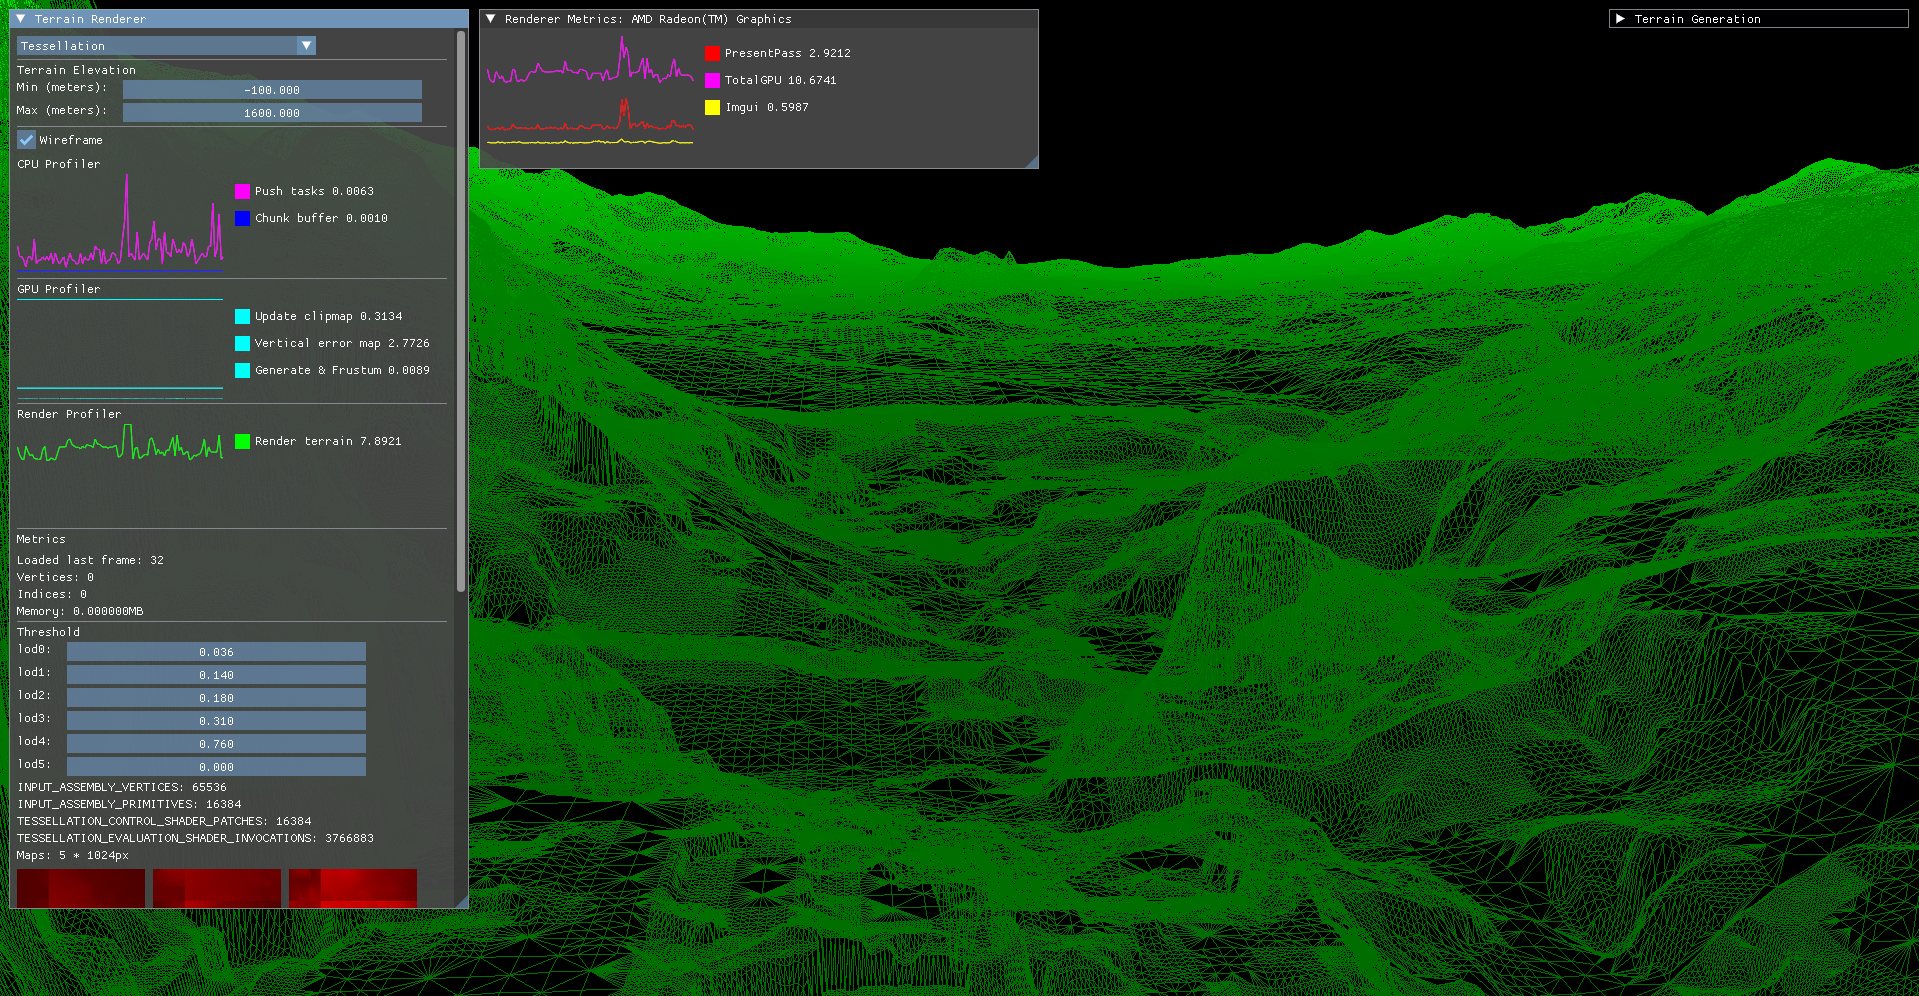 Terrain Renderer
Tessellation
Terrain Elevation
Min (meters): -100.000
Max (meters): 1600.000
Wireframe
CPU Profiler
Push tasks 0.0063
Chunk buffer 0.0010
GPU Profiler
Update clipmap 0.3134
Vertical error map 2.7726
Generate & Frustum 0.0089
Render Profiler
Render terrain 7.8921
Metrics
Loaded last frame: 32
Vertices: 0
Indices: 0
Memory: 0.000000MB
Threshold
lod0: 0.036
lod1: 0.140
lod2: 0.180
lod3: 0.310
lod4: 0.760
lod5: 0.000
INPUT_ASSEMBLY_VERTICES: 65536
INPUT_ASSEMBLY_PRIMITIVES: 16384
TESSELLATION_CONTROL_SHADER_PATCHES: 16384
TESSELLATION_EVALUATION_SHADER_INVOCATIONS: 3766883
Maps: 5 * 1024px
Renderer Metrics: AMD Radeon(TM) Graphics
PresentPass 2.9212
TotalGPU 10.6741
Imgui 0.5987
Terrain Generation